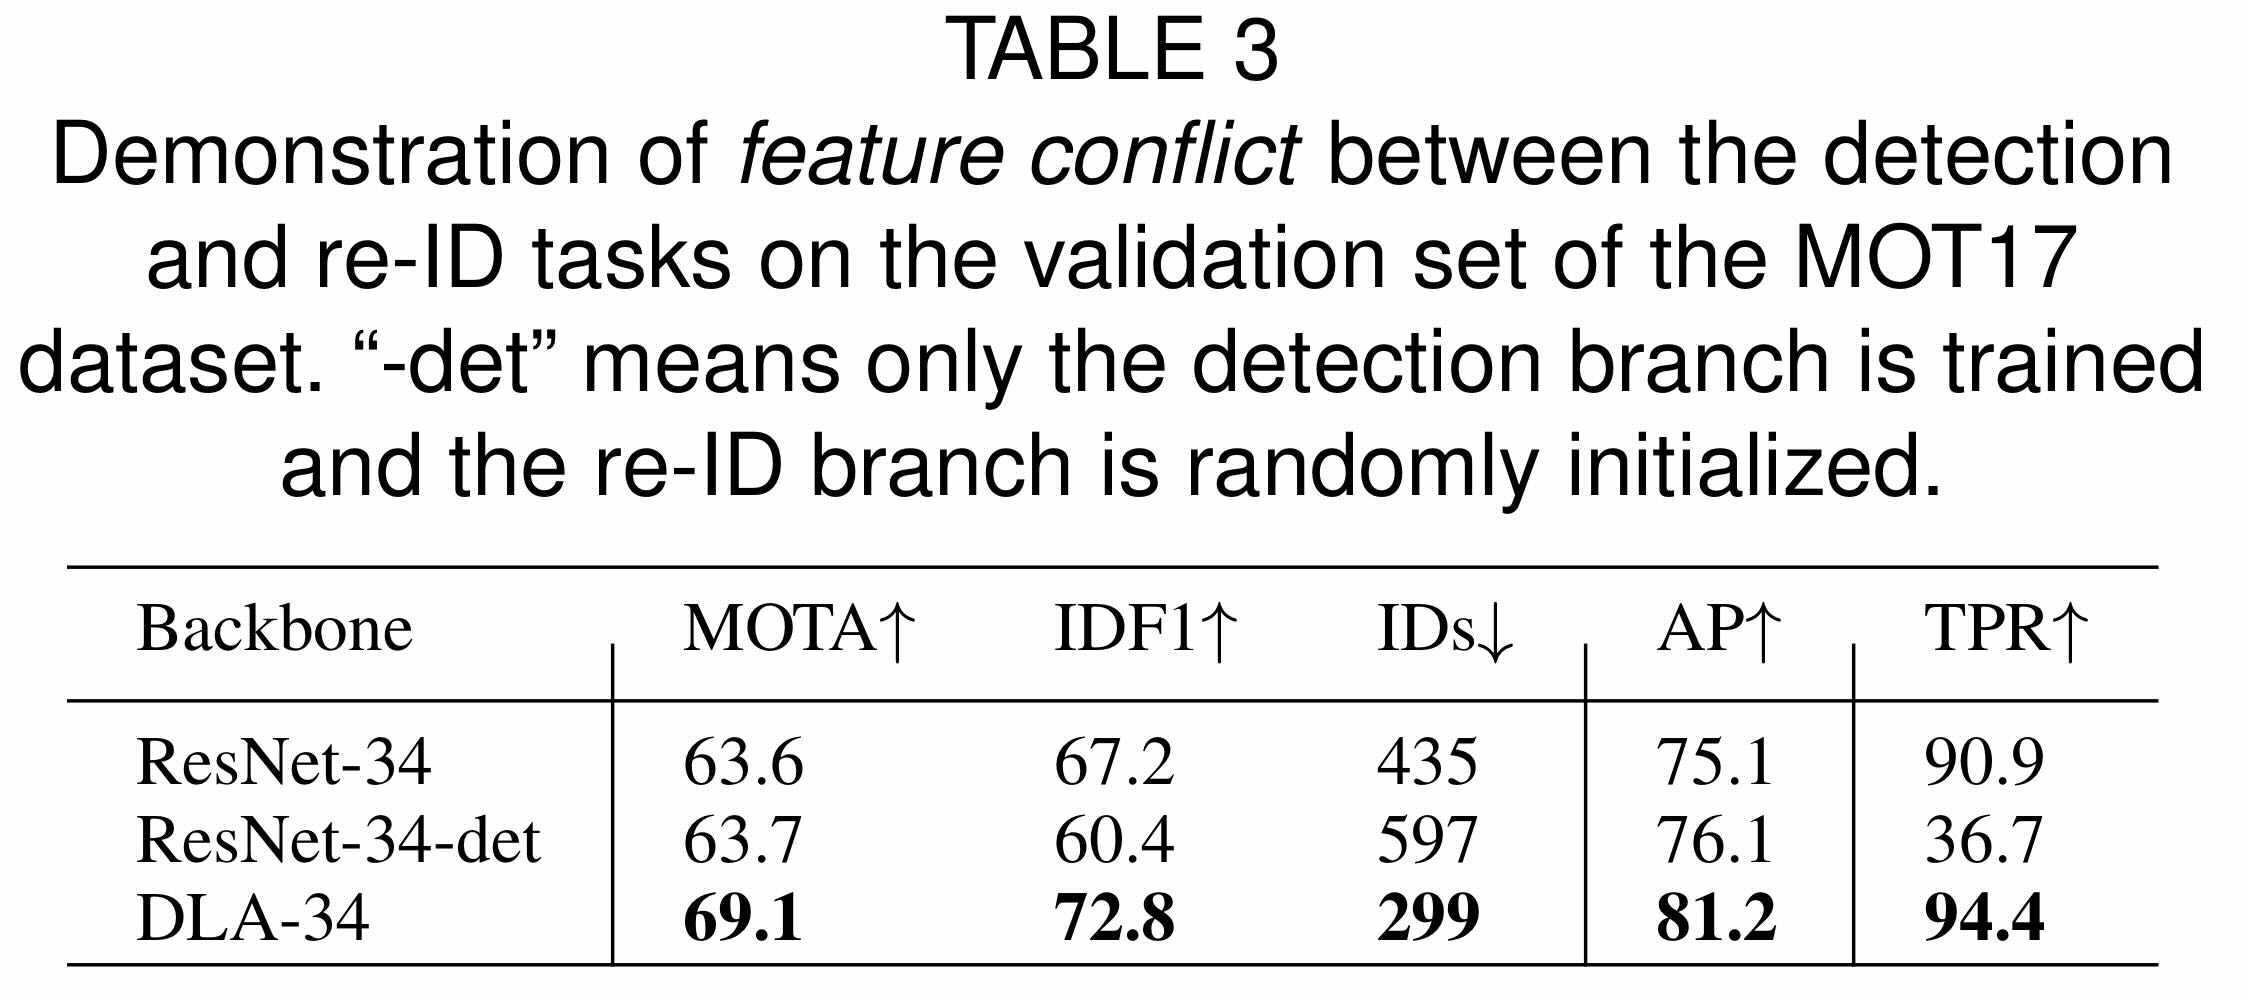 TABLE 3
Demonstration of feature conflict between the detection
and re-ID tasks on the validation set of the MOT17
dataset. “-det” means only the detection branch is trained
and the re-ID branch is randomly initialized.
Backbone MOTA↑ IDF1↑ IDs↓ AP↑ TPR↑
ResNet-34 63.6 67.2 435 75.1 90.9
ResNet-34-det 63.7 60.4 597 76.1 36.7
DLA-34 69.1 72.8 299 81.2 94.4